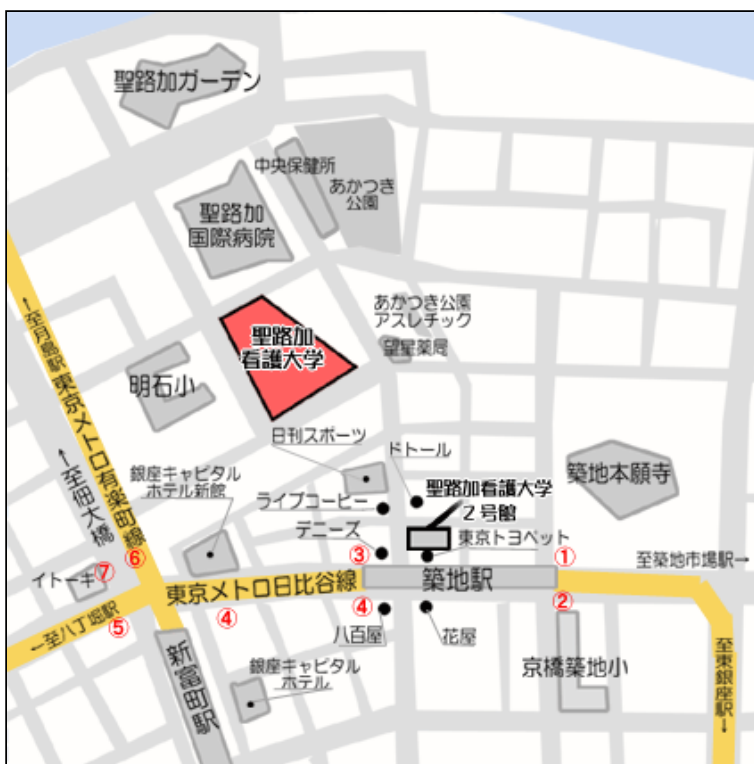 聖路加ガーデン
中央保健所
あかつき
公園
聖路加
国際病院
あかつき公園
アスレチック
望星薬局
聖路加
看護大学
明石小
←至月島駅
東京メトロ有楽町線
←至佃大橋
日刊スポーツ
ドトール
銀座キャピタル
ホテル新館
ライブコーヒー
聖路加看護大学
2号館
築地本願寺
デニーズ
東京トヨペット
③
①
至築地市場駅→
⑥
⑦
イトーキ
東京メトロ日比谷線
築地駅
②
④
④
⑤
←至八丁堀駅
八百屋
花屋
新富町駅
銀座キャピタル
ホテル
京橋築地小
至東銀座駅→